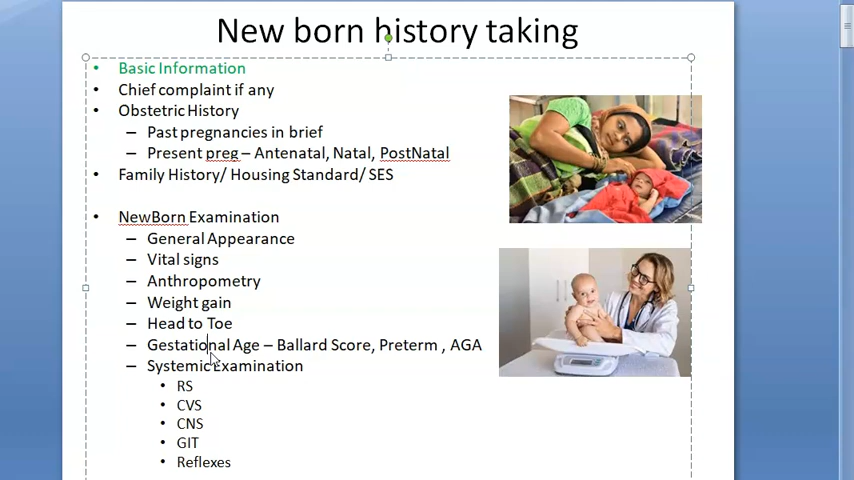 New born history taking
• Basic Information
• Chief complaint if any
• Obstetric History
– Past pregnancies in brief
– Present preg – Antenatal, Natal, PostNatal
• Family History/ Housing Standard/ SES
• NewBorn Examination
– General Appearance
– Vital signs
– Anthropometry
– Weight gain
– Head to Toe
– Gestational Age – Ballard Score, Preterm , AGA
– Systemic Examination
• RS
• CVS
• CNS
• GIT
• Reflexes